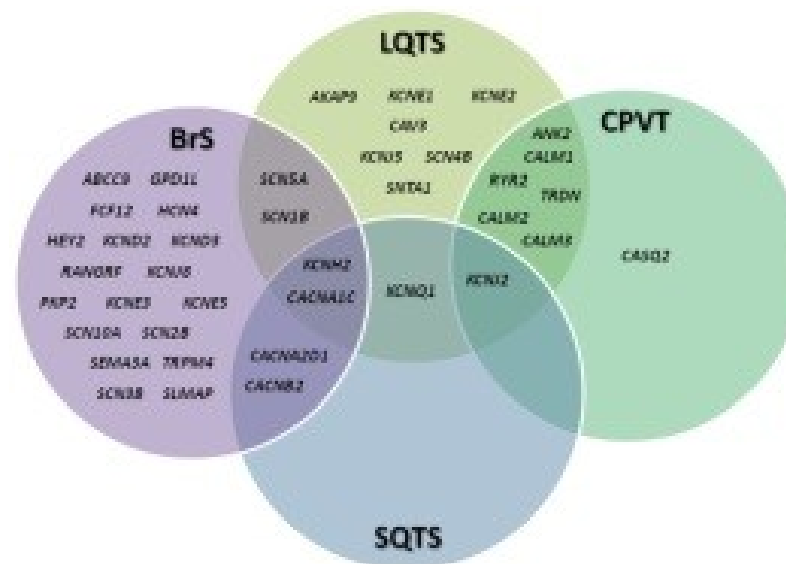 LQTS
AKAP9 KCNE1 KCNE2
CAV3
KCNJ5 SCN4B
SNTA1
CPVT
ANK2
CALM1
RYR2
TRDN
CALM2
CALM3
CASQ2
BrS
ABCC9 GPD1L
FGF12 HCN4
HEY2 KCND2 KCND3
RANGRF KCNJ8
PKP2 KCNE3 KCNE5
SCN10A SCN2B
SEMA3A TRPM4
SCN3B SLMAP
SCN5A
SCN1B
KCNH2
CACNA1C
KCNQ1
KCNJ2
CACNA2D1
CACNB2
SQTS